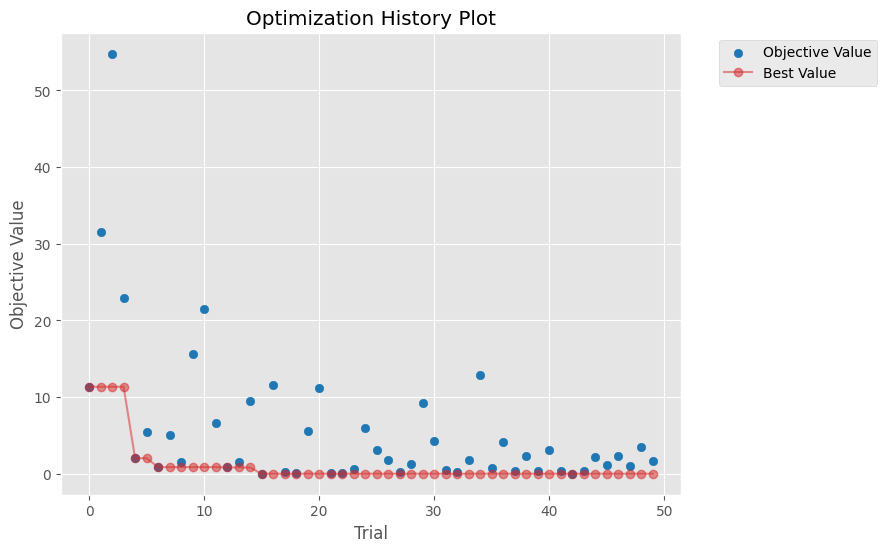 Optimization History Plot
Objective Value
Best Value
Objective Value
50
40
30
20
10
0
0 10 20 30 40 50
Trial